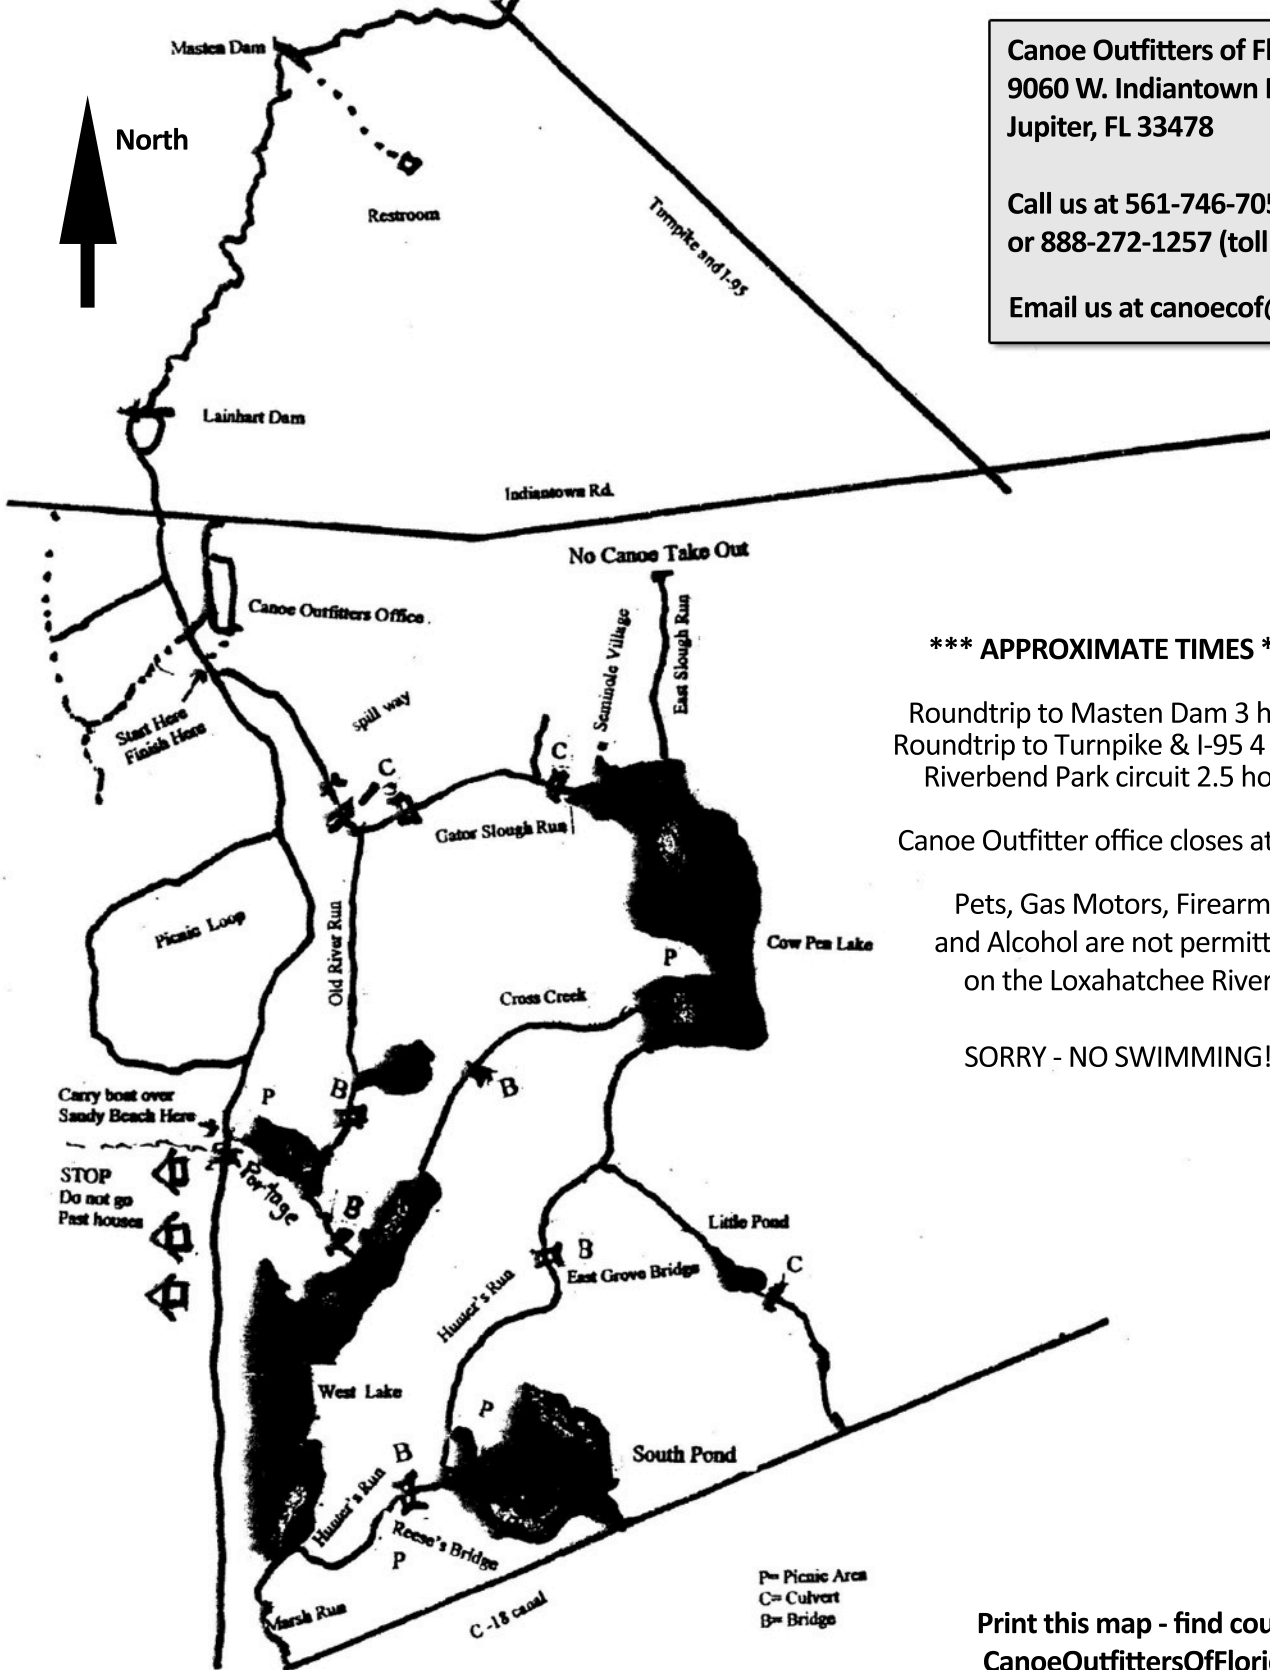 Canoe Outfitters of Fl
9060 W. Indiantown
Jupiter, FL 33478
Call us at 561-746-705
or 888-272-1257 (toll
Email us at canoecof@
Masten Dam
North
Restroom
Turnpike and I-95
Lainhart Dam
Indiantown Rd.
No Canoe Take Out
Canoe Outfitters Office.
Seminole Village
East Slough Run
*** APPROXIMATE TIMES *
Roundtrip to Masten Dam 3 h
Roundtrip to Turnpike & I-95 4
Riverbend Park circuit 2.5 ho
Canoe Outfitter office closes at
Pets, Gas Motors, Firearm
and Alcohol are not permitt
on the Loxahatchee River
SORRY - NO SWIMMING!
Start Here
Finish Here
spill way
C
C
Gator Slough Run
Picnic Loop
Old River Run
Cow Pen Lake
P
Cross Creek
B
B
Carry boat over
Sandy Beach Here
P
STOP
Do not go
Past houses
Portage
B
Little Pond
C
B
East Grove Bridge
Hunter's Run
West Lake
P
South Pond
B
Hunter's Run
Reese's Bridge
P
Marsh Run
C-18 canal
P= Picnic Area
C= Culvert
B= Bridge
Print this map - find cou
CanoeOutfittersOfFlori